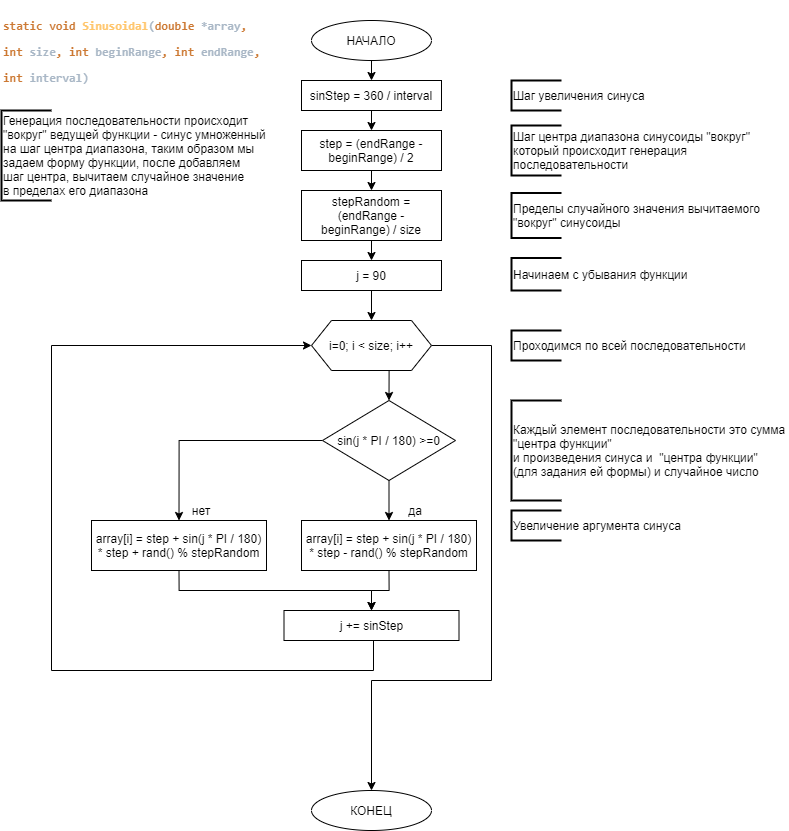 static void Sinusoidal(double *array,
int size, int beginRange, int endRange,
int interval)
Генерация последовательности происходит
"вокруг" ведущей функции - синус умноженный
на шаг центра диапазона, таким образом мы
задаем форму функции, после добавляем
шаг центра, вычитаем случайное значение
в пределах его диапазона
НАЧАЛО
sinStep = 360 / interval
Шаг увеличения синуса
step = (endRange -
beginRange) / 2
Шаг центра диапазона синусоиды "вокруг"
который происходит генерация
последовательности
stepRandom =
(endRange -
beginRange) / size
Пределы случайного значения вычитаемого
"вокруг" синусоиды
j = 90
Начинаем с убывания функции
i=0; i < size; i++
Проходимся по всей последовательности
sin(j * PI / 180) >=0
Каждый элемент последовательности это сумма
"центра функции"
и произведения синуса и "центра функции"
(для задания ей формы) и случайное число
нет
да
array[i] = step + sin(j * PI / 180)
* step + rand() % stepRandom
array[i] = step + sin(j * PI / 180)
* step - rand() % stepRandom
Увеличение аргумента синуса
j += sinStep
КОНЕЦ